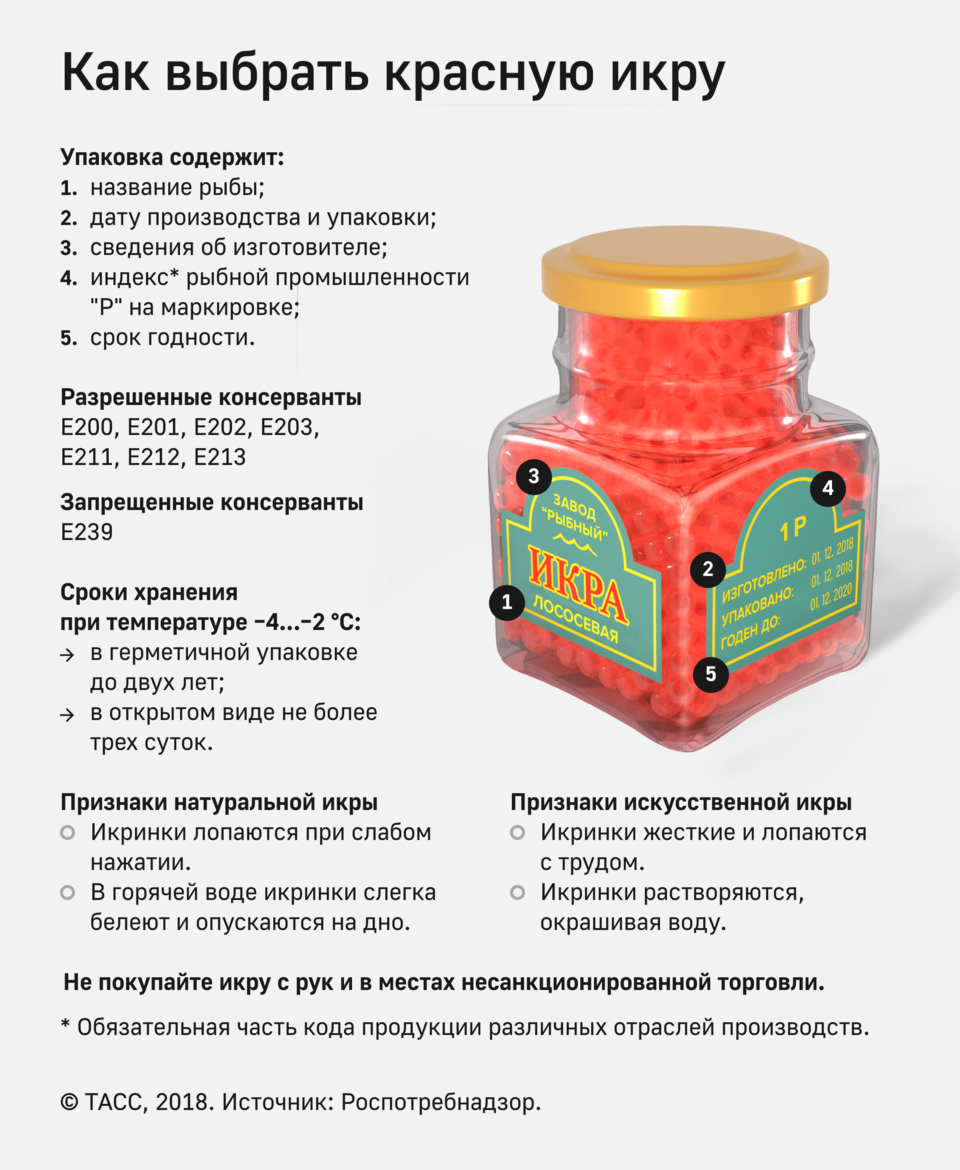 Как выбрать красную икру
Упаковка содержит:
1. название рыбы;
2. дату производства и упаковки;
3. сведения об изготовителе;
4. индекс* рыбной промышленности
"Р" на маркировке;
5. срок годности.
Разрешенные консерванты
Е200, Е201, Е202, Е203,
Е211, Е212, Е213
Запрещенные консерванты
Е239
Сроки хранения
при температуре −4...−2 °С:
→ в герметичной упаковке
до двух лет;
→ в открытом виде не более
трех суток.
3
ЗАВОД
"РЫБНЫЙ"
ИКРА
ЛОСОСЕВАЯ
1
4
1 Р
2
ИЗГОТОВЛЕНО: 01. 12. 2018
УПАКОВАНО: 01. 12. 2018
ГОДЕН ДО: 01. 12. 2020
5
Признаки натуральной икры
Икринки лопаются при слабом
нажатии.
В горячей воде икринки слегка
белеют и опускаются на дно.
Признаки искусственной икры
Икринки жесткие и лопаются
с трудом.
Икринки растворяются,
окрашивая воду.
Не покупайте икру с рук и в местах несанкционированной торговли.
* Обязательная часть кода продукции различных отраслей производств.
© ТАСС, 2018. Источник: Роспотребнадзор.